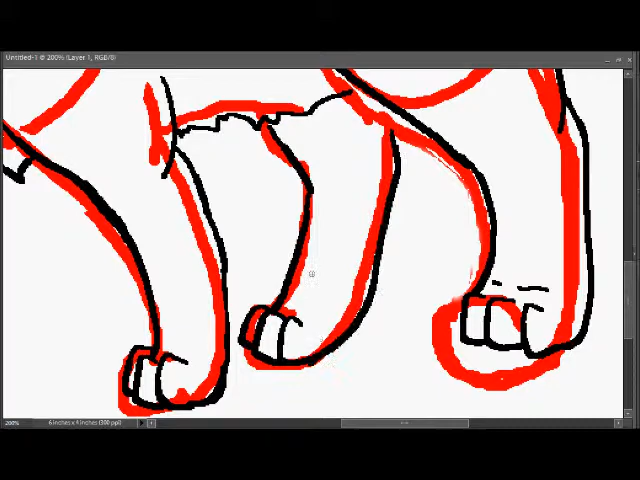 Untitled-1 @ 200% (Layer 1, RGB/8)
200%
6 inches x 4 inches (300 ppi)